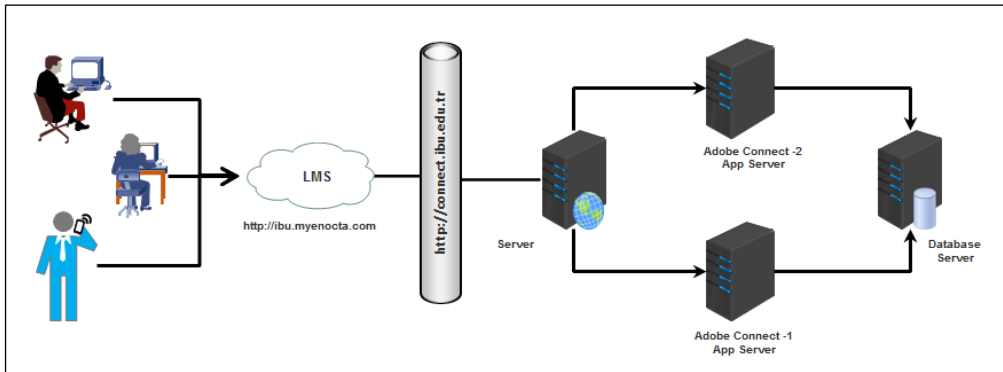 LMS
http://ibu.myenocta.com
http://connect.ibu.edu.tr
Server
Adobe Connect -2
App Server
Adobe Connect -1
App Server
Database
Server